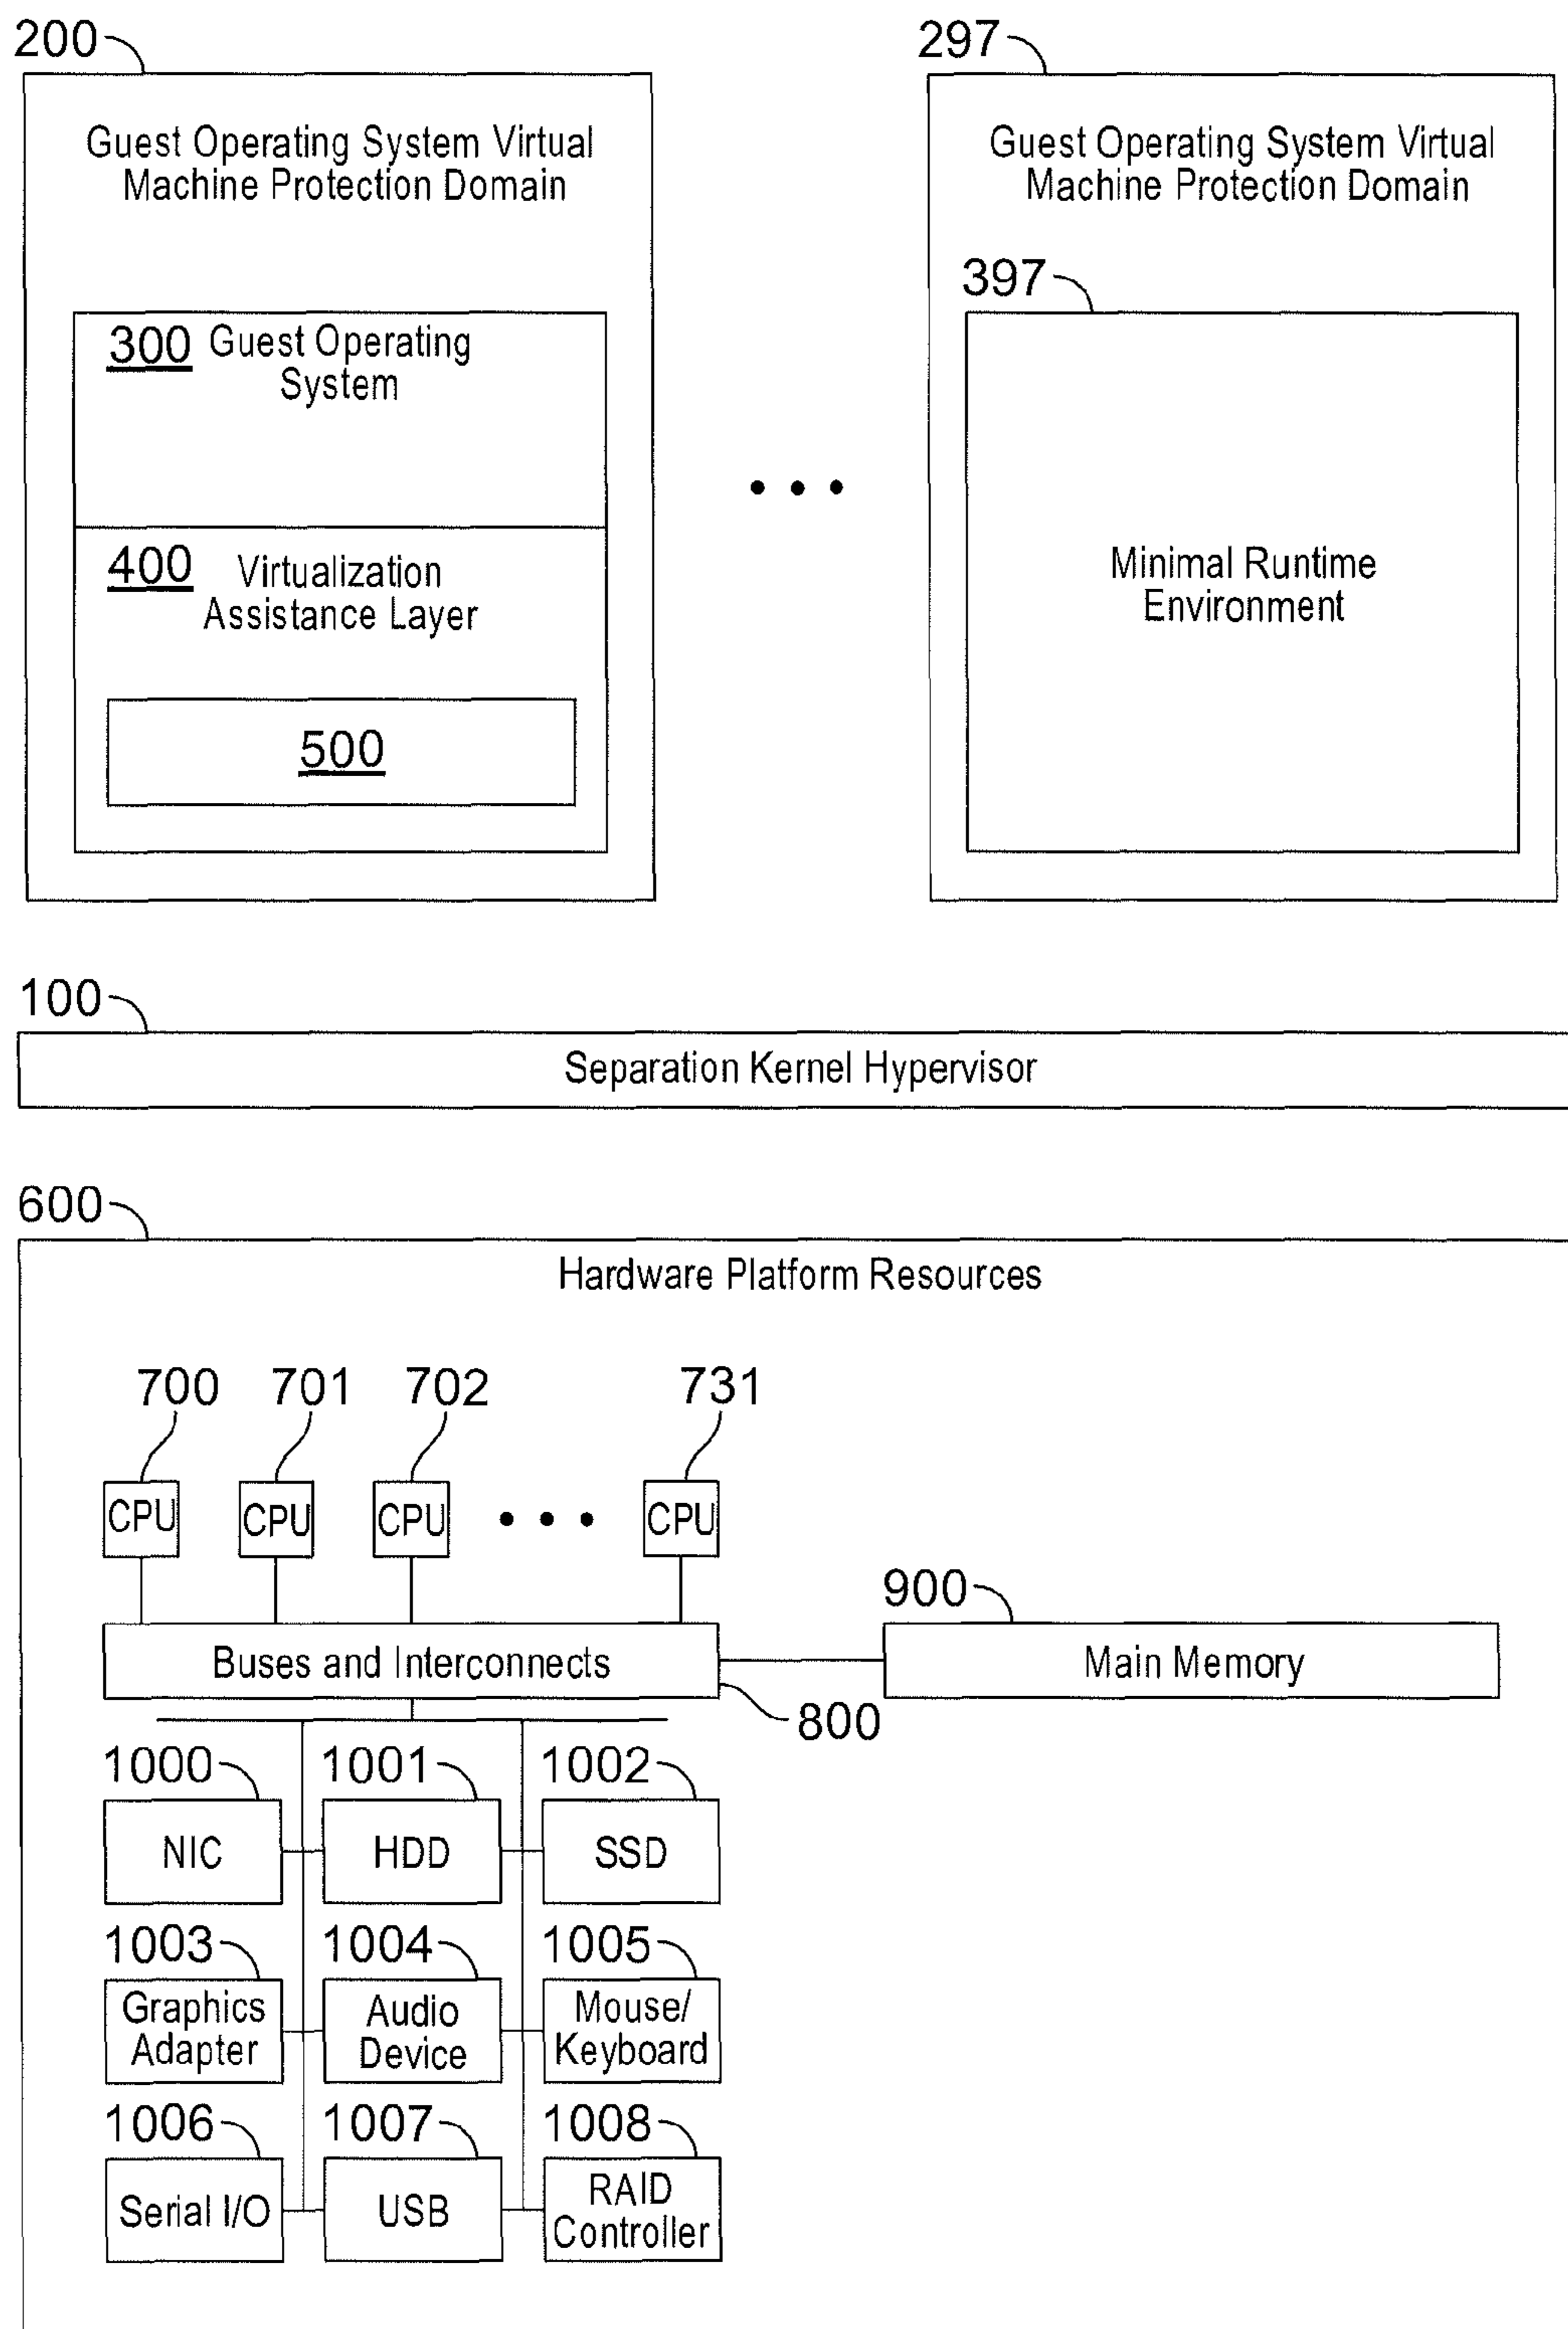 200
297
Guest Operating System Virtual
Machine Protection Domain
Guest Operating System Virtual
Machine Protection Domain
397
300 Guest Operating
System
400 Virtualization
Assistance Layer
500
Minimal Runtime
Environment
100
Separation Kernel Hypervisor
600
Hardware Platform Resources
700
701
702
731
CPU
CPU
CPU
CPU
900
Buses and Interconnects
Main Memory
800
1000
1001
1002
NIC
HDD
SSD
1003
1004
1005
Graphics
Adapter
Audio
Device
Mouse/
Keyboard
1006
1007
1008
Serial I/O
USB
RAID
Controller